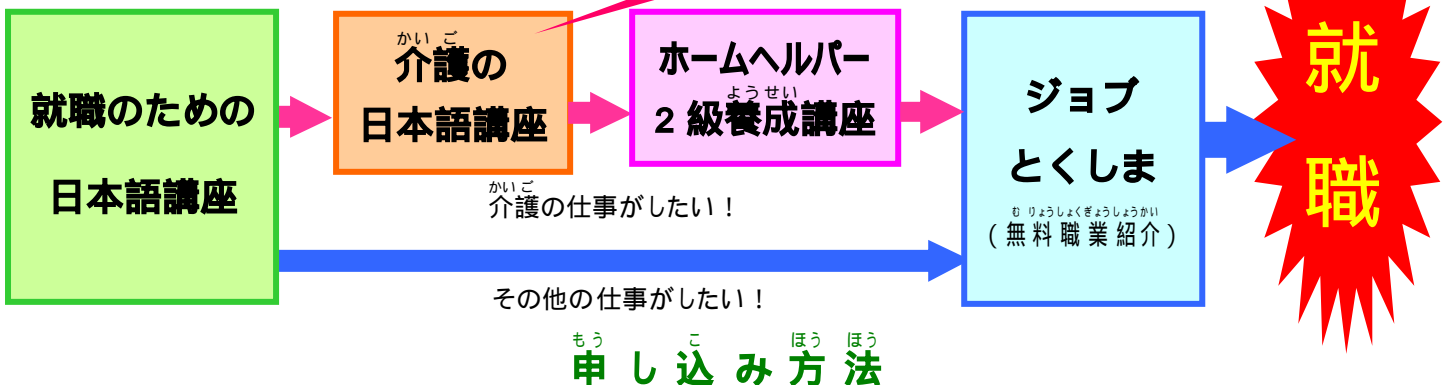 就職のための
日本語講座
かいご
介護の
日本語講座
ホームヘルパー
ようせい
2級養成講座
ジョブ
とくしま
むりょうしょくぎょうしょうかい
(無料職業紹介)
就
職
かいご
介護の仕事がしたい!
その他の仕事がしたい!
もう こ ほう ほう
申し込み方法